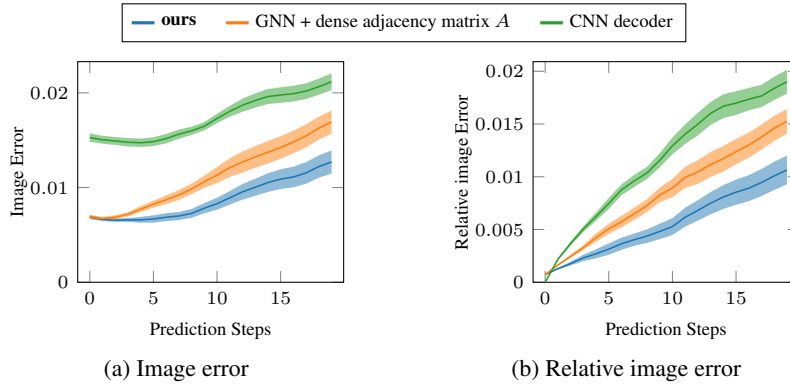 ours GNN + dense adjacency matrix A CNN decoder
0.02
0.01
0
0 5 10 15
Image Error
Prediction Steps
(a) Image error
0.02
0.015
0.01
0.005
0
0 5 10 15
Relative image Error
Prediction Steps
(b) Relative image error